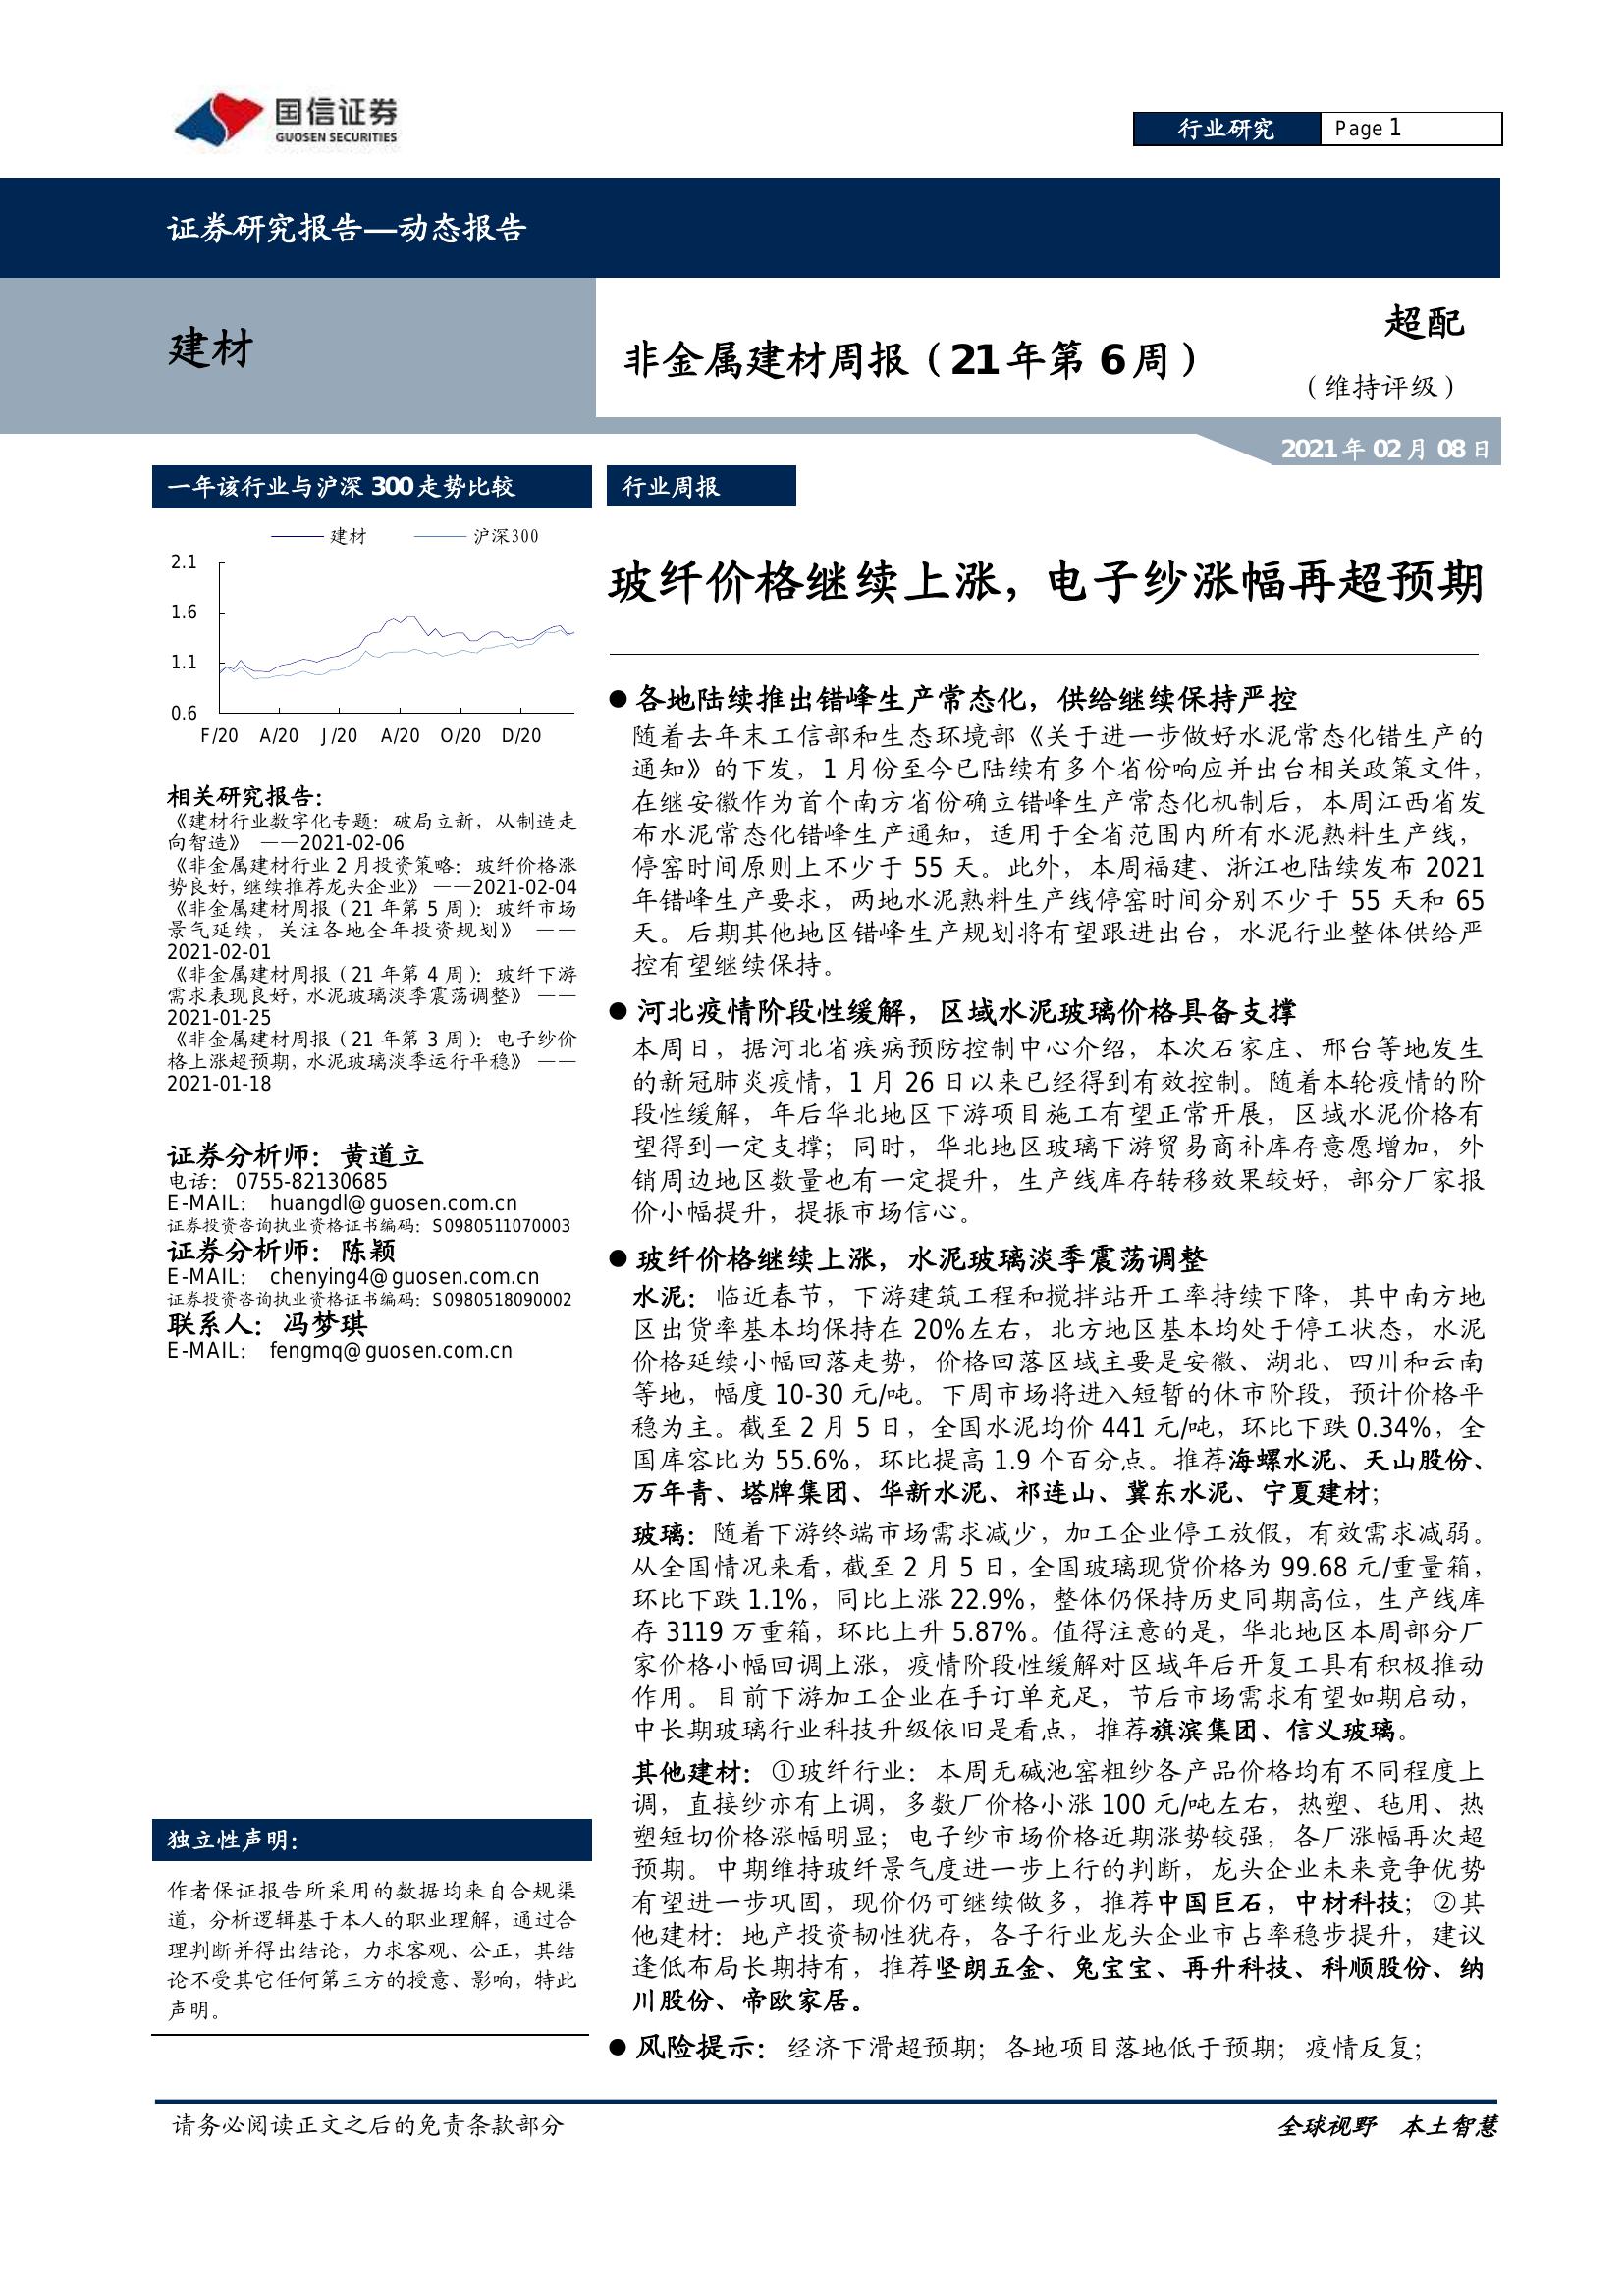 国信证券
GUOSEN SECURITIES
行业研究
Page 1
证券研究报告—动态报告
建材
非金属建材周报（21年第 6周）
超配
（维持评级）
2021 年 02 月 08 日
一年该行业与沪深 300走势比较
建材
沪深300
2.1
1.6
1.1
0.6
F/20 A/20 J/20 A/20 O/20 D/20
相关研究报告：
《建材行业数字化专题：破局立新，从制造走
向智造》 ——2021-02-06
《非金属建材行业 2 月投资策略：玻纤价格涨
势良好，继续推荐龙头企业》 ——2021-02-04
《非金属建材周报（21 年第 5 周）：玻纤市场
景气延续，关注各地全年投资规划》 ——
2021-02-01
《非金属建材周报（21 年第 4 周）：玻纤下游
需求表现良好，水泥玻璃淡季震荡调整》 ——
2021-01-25
《非金属建材周报（21 年第 3 周）：电子纱价
格上涨超预期，水泥玻璃淡季运行平稳》 ——
2021-01-18
证券分析师：黄道立
电话： 0755-82130685
E-MAIL： huangdl@guosen.com.cn
证券投资咨询执业资格证书编码：S0980511070003
证券分析师：陈颖
E-MAIL： chenying4@guosen.com.cn
证券投资咨询执业资格证书编码：S0980518090002
联系人：冯梦琪
E-MAIL： fengmq@guosen.com.cn
独立性声明：
作者保证报告所采用的数据均来自合规渠
道，分析逻辑基于本人的职业理解，通过合
理判断并得出结论，力求客观、公正，其结
论不受其它任何第三方的授意、影响，特此
声明。
行业周报
玻纤价格继续上涨，电子纱涨幅再超预期
● 各地陆续推出错峰生产常态化，供给继续保持严控
随着去年末工信部和生态环境部《关于进一步做好水泥常态化错生产的
通知》的下发，1 月份至今已陆续有多个省份响应并出台相关政策文件，
在继安徽作为首个南方省份确立错峰生产常态化机制后，本周江西省发
布水泥常态化错峰生产通知，适用于全省范围内所有水泥熟料生产线，
停窑时间原则上不少于 55 天。此外，本周福建、浙江也陆续发布 2021
年错峰生产要求，两地水泥熟料生产线停窑时间分别不少于 55 天和 65
天。后期其他地区错峰生产规划将有望跟进出台，水泥行业整体供给严
控有望继续保持。
● 河北疫情阶段性缓解，区域水泥玻璃价格具备支撑
本周日，据河北省疾病预防控制中心介绍，本次石家庄、邢台等地发生
的新冠肺炎疫情，1 月 26 日以来已经得到有效控制。随着本轮疫情的阶
段性缓解，年后华北地区下游项目施工有望正常开展，区域水泥价格有
望得到一定支撑；同时，华北地区玻璃下游贸易商补库存意愿增加，外
销周边地区数量也有一定提升，生产线库存转移效果较好，部分厂家报
价小幅提升，提振市场信心。
● 玻纤价格继续上涨，水泥玻璃淡季震荡调整
水泥：临近春节，下游建筑工程和搅拌站开工率持续下降，其中南方地
区出货率基本均保持在 20%左右，北方地区基本均处于停工状态，水泥
价格延续小幅回落走势，价格回落区域主要是安徽、湖北、四川和云南
等地，幅度 10-30 元/吨。下周市场将进入短暂的休市阶段，预计价格平
稳为主。截至 2 月 5 日，全国水泥均价 441 元/吨，环比下跌 0.34%，全
国库容比为 55.6%，环比提高 1.9 个百分点。推荐海螺水泥、天山股份、
万年青、塔牌集团、华新水泥、祁连山、冀东水泥、宁夏建材；
玻璃：随着下游终端市场需求减少，加工企业停工放假，有效需求减弱。
从全国情况来看，截至 2 月 5 日，全国玻璃现货价格为 99.68 元/重量箱，
环比下跌 1.1%，同比上涨 22.9%，整体仍保持历史同期高位，生产线库
存 3119 万重箱，环比上升 5.87%。值得注意的是，华北地区本周部分厂
家价格小幅回调上涨，疫情阶段性缓解对区域年后开复工具有积极推动
作用。目前下游加工企业在手订单充足，节后市场需求有望如期启动，
中长期玻璃行业科技升级依旧是看点，推荐旗滨集团、信义玻璃。
其他建材：①玻纤行业：本周无碱池窑粗纱各产品价格均有不同程度上
调，直接纱亦有上调，多数厂价格小涨 100 元/吨左右，热塑、毡用、热
塑短切价格涨幅明显；电子纱市场价格近期涨势较强，各厂涨幅再次超
预期。中期维持玻纤景气度进一步上行的判断，龙头企业未来竞争优势
有望进一步巩固，现价仍可继续做多，推荐中国巨石，中材科技；②其
他建材：地产投资韧性犹存，各子行业龙头企业市占率稳步提升，建议
逢低布局长期持有，推荐坚朗五金、兔宝宝、再升科技、科顺股份、纳
川股份、帝欧家居。
● 风险提示：经济下滑超预期；各地项目落地低于预期；疫情反复；
请务必阅读正文之后的免责条款部分
全球视野 本土智慧